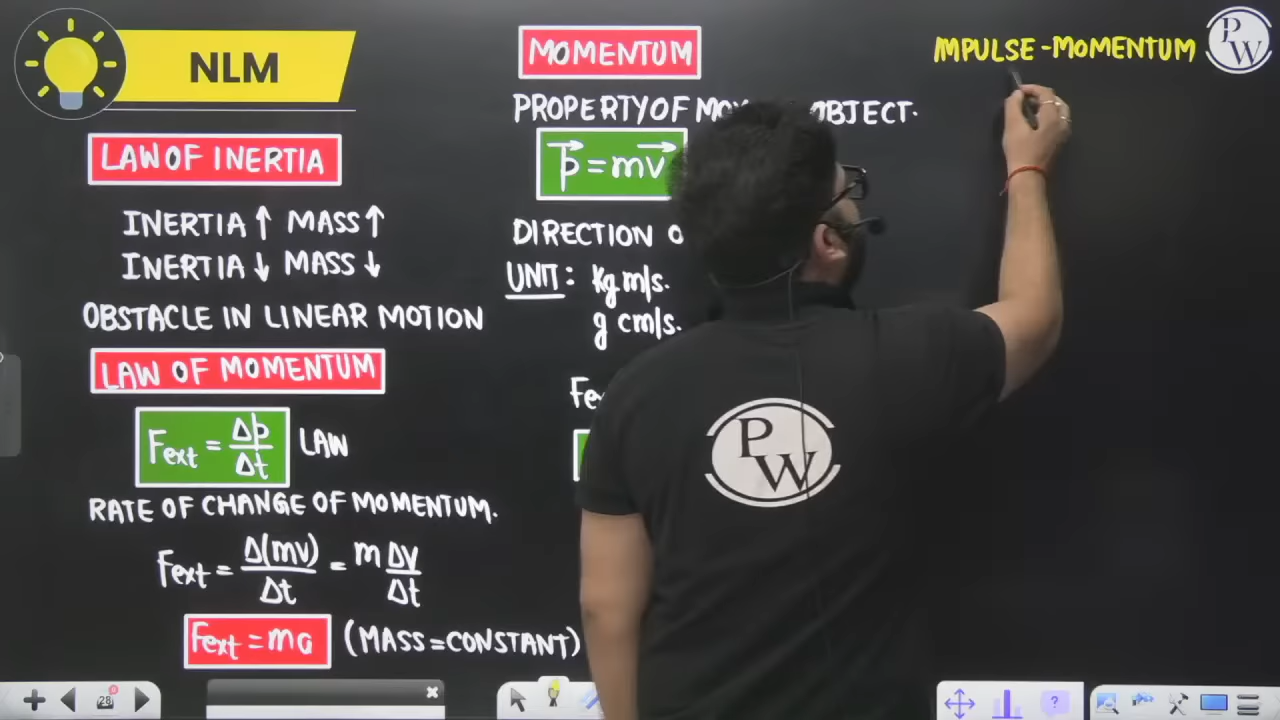 NLM
LAW OF INERTIA
INERTIA ↑ MASS ↑
INERTIA ↓ MASS ↓
OBSTACLE IN LINEAR MOTION
LAW OF MOMENTUM
Fext = Δp/Δt LAW
RATE OF CHANGE OF MOMENTUM.
Fext = Δ(mv)/Δt = m Δv/Δt
Fext = ma (MASS=CONSTANT)
MOMENTUM
PROPERTY OF OBJECT.
p⃗ = mv⃗
DIRECTION
UNIT: kg m/s.
g cm/s.
IMPULSE-MOMENTUM
PW
PW
28